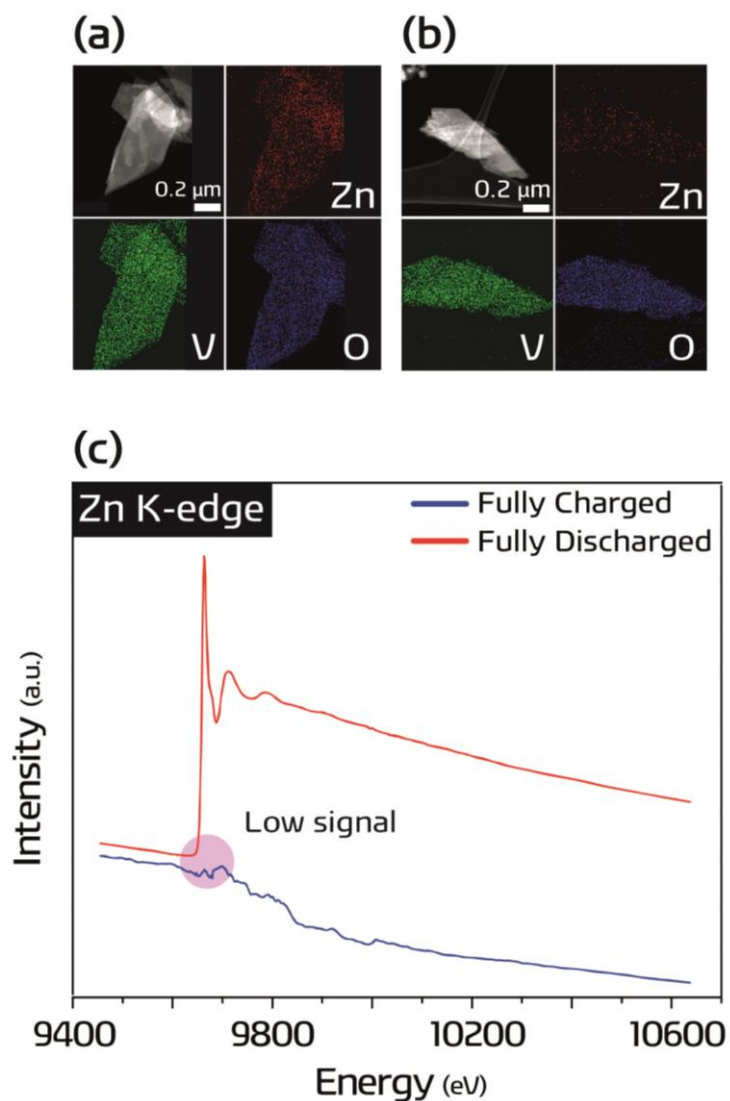 (a)
(b)
0.2 μm
Zn
0.2 μm
Zn
V
O
V
O
(c)
Zn K-edge
Fully Charged
Fully Discharged
Low signal
Intensity (a.u.)
9400
9800
10200
10600
Energy (eV)